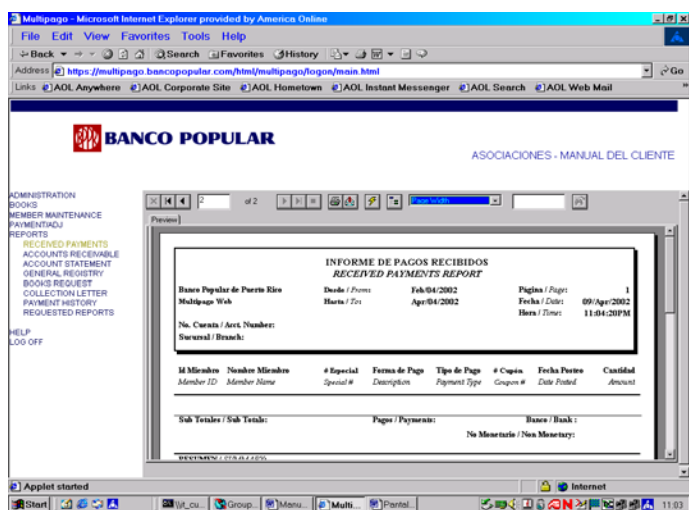 Multipago - Microsoft Internet Explorer provided by America Online
File Edit View Favorites Tools Help
Back Search Favorites History
Address https://multipago.bancopopular.com/html/multipago/logon/main.html Go
Links AOL Anywhere AOL Corporate Site AOL Hometown AOL Instant Messenger AOL Search AOL Web Mail
BANCO POPULAR
ASOCIACIONES - MANUAL DEL CLIENTE
ADMINISTRATION
BOOKS
MEMBER MAINTENANCE
PAYMENT/ADJ
REPORTS
RECEIVED PAYMENTS
ACCOUNTS RECEIVABLE
ACCOUNT STATEMENT
GENERAL REGISTRY
BOOKS REQUEST
COLLECTION LETTER
PAYMENT HISTORY
REQUESTED REPORTS
HELP
LOG OFF
2 of 2 Page Width
Preview
INFORME DE PAGOS RECIBIDOS
RECEIVED PAYMENTS REPORT
Banco Popular de Puerto Rico Desde / From: Feb/04/2002 Página / Page: 1
Multipago Web Hasta / To: Apr/04/2002 Fecha / Date: 09/Apr/2002
Hora / Time: 11:04:20PM
No. Cuenta / Acct. Number:
Sucursal / Branch:
Id Miembro Nombre Miembro # Especial Forma de Pago Tipo de Pago # Cupón Fecha Posteo Cantidad
Member ID Member Name Special # Description Payment Type Coupon # Date Posted Amount
Sub Totales / Sub Totals: Pagos / Payments: Banco / Bank :
No Monetario / Non Monetary:
RESUMEN / SUMMARY
Applet started Internet
Start \\jt_cu... Group... Manu... Multi... Pantal... 11:03